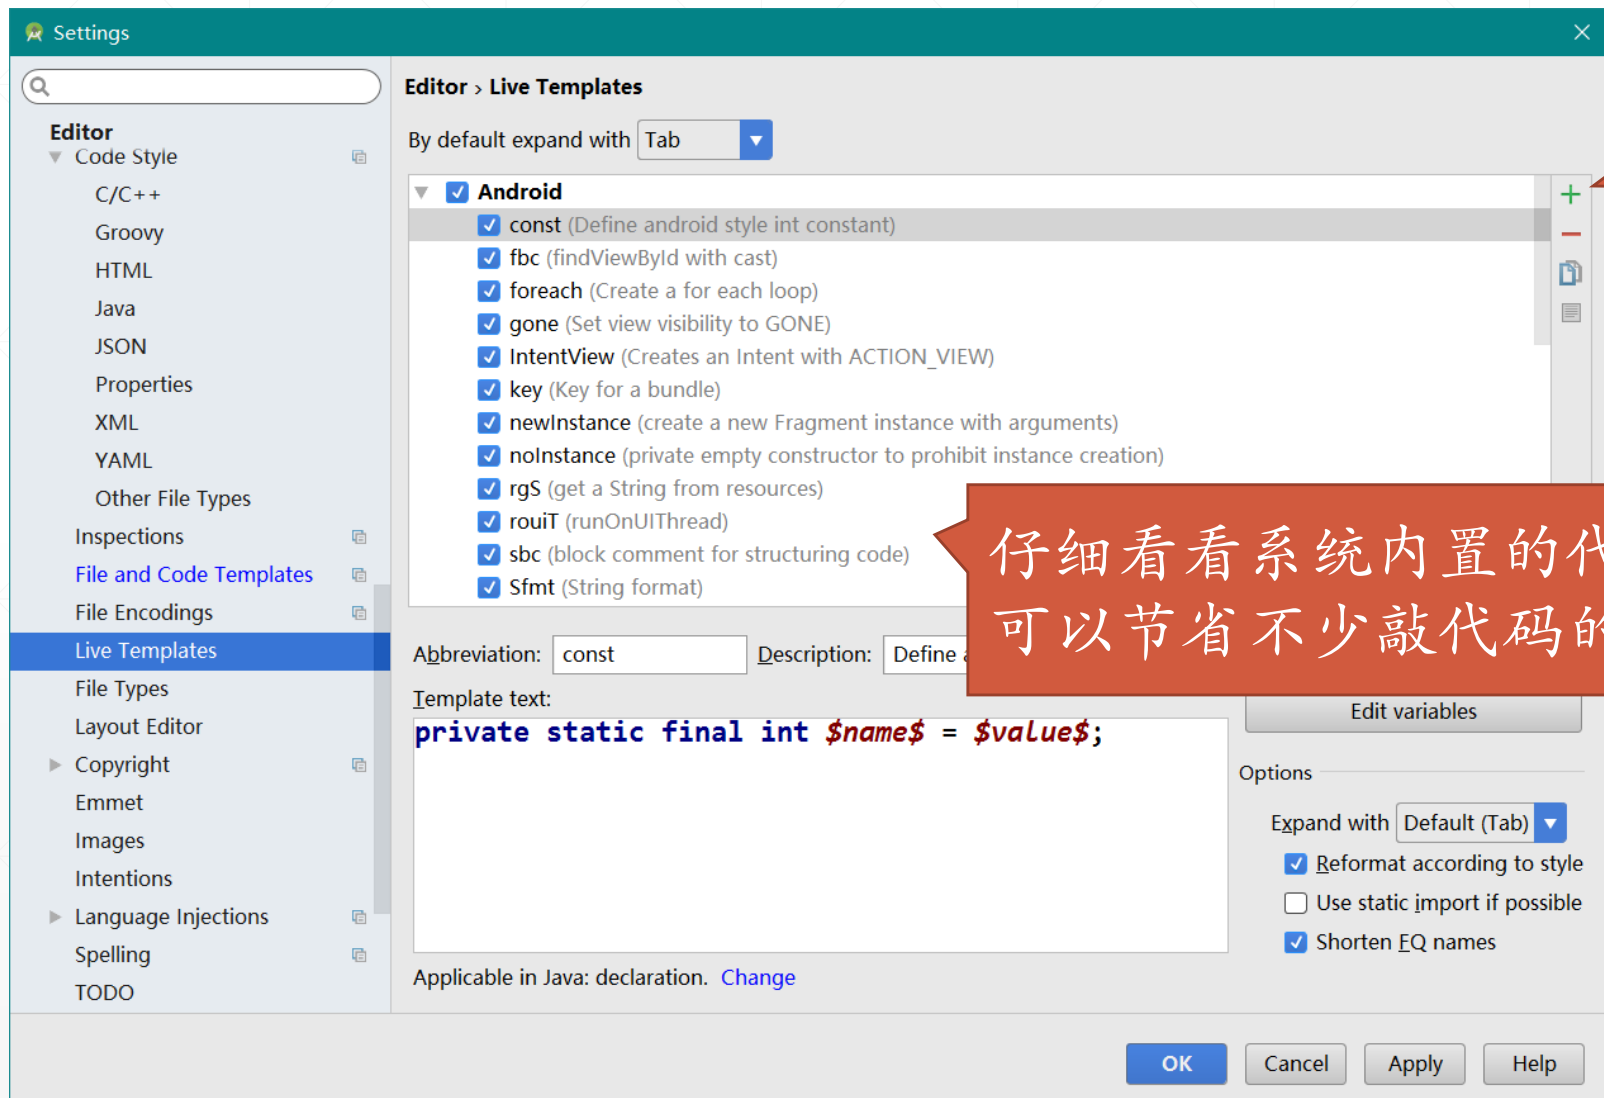 Settings
Editor
Code Style
C/C++
Groovy
HTML
Java
JSON
Properties
XML
YAML
Other File Types
Inspections
File and Code Templates
File Encodings
Live Templates
File Types
Layout Editor
Copyright
Emmet
Images
Intentions
Language Injections
Spelling
TODO
Editor › Live Templates
By default expand with Tab
Android
const (Define android style int constant)
fbc (findViewById with cast)
foreach (Create a for each loop)
gone (Set view visibility to GONE)
IntentView (Creates an Intent with ACTION_VIEW)
key (Key for a bundle)
newInstance (create a new Fragment instance with arguments)
noInstance (private empty constructor to prohibit instance creation)
rgS (get a String from resources)
rouiT (runOnUIThread)
sbc (block comment for structuring code)
Sfmt (String format)
仔细看看系统内置的代
可以节省不少敲代码的
Abbreviation: const Description: Define
Template text:
private static final int $name$ = $value$;
Applicable in Java: declaration. Change
Edit variables
Options
Expand with Default (Tab)
Reformat according to style
Use static import if possible
Shorten FQ names
OK Cancel Apply Help